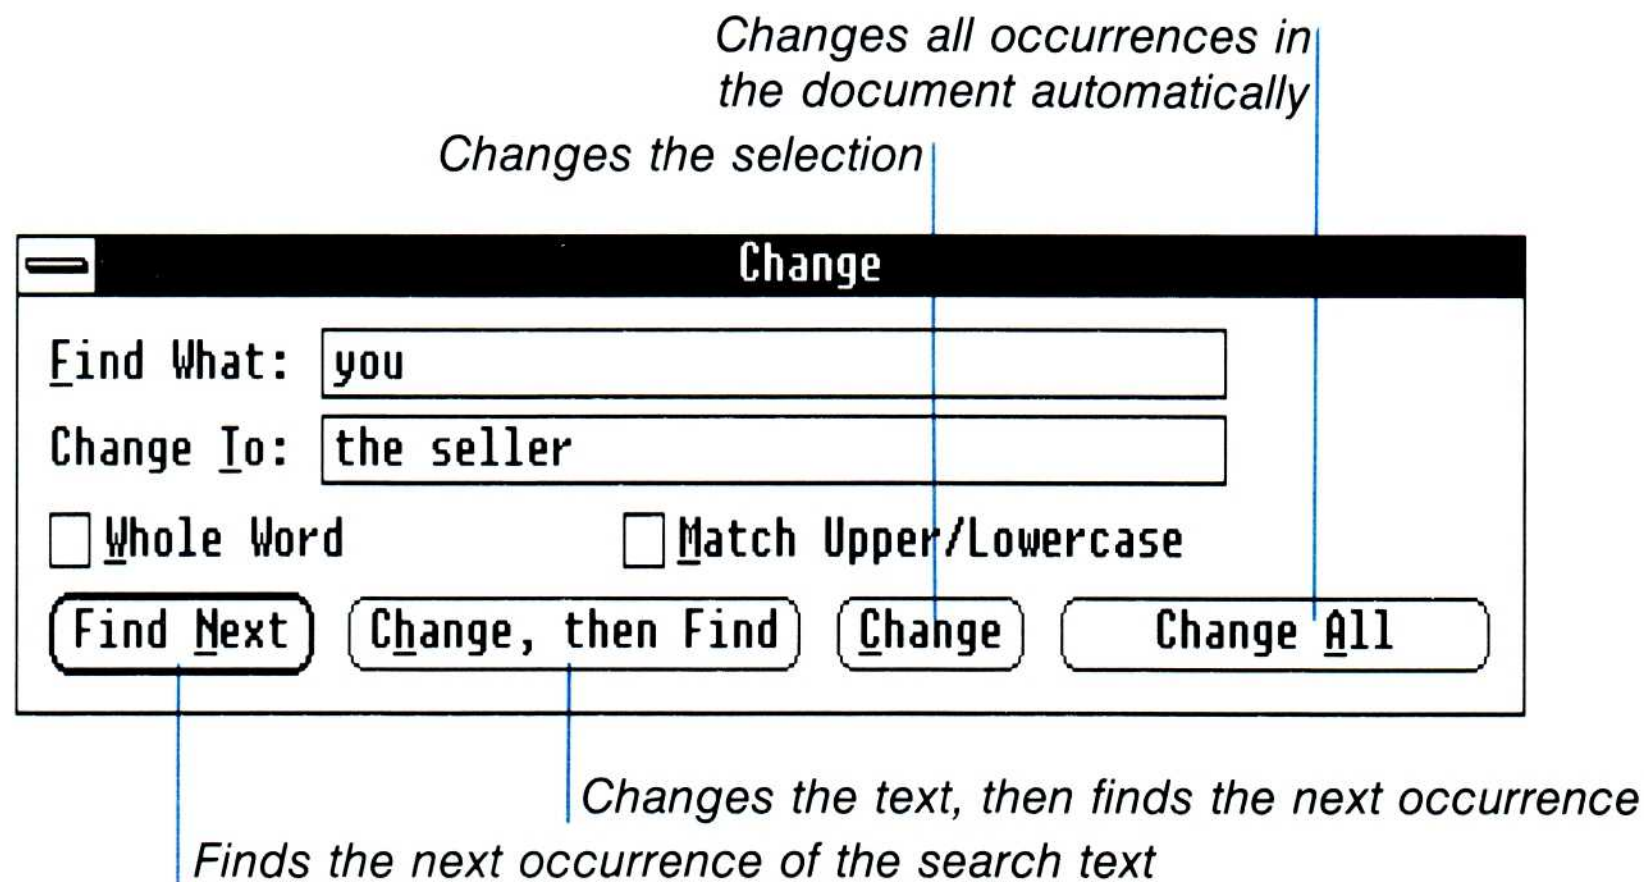 Changes all occurrences in
the document automatically
Changes the selection
Change
Find What: you
Change To: the seller
Whole Word Match Upper/Lowercase
Find Next Change, then Find Change Change All
Changes the text, then finds the next occurrence
Finds the next occurrence of the search text